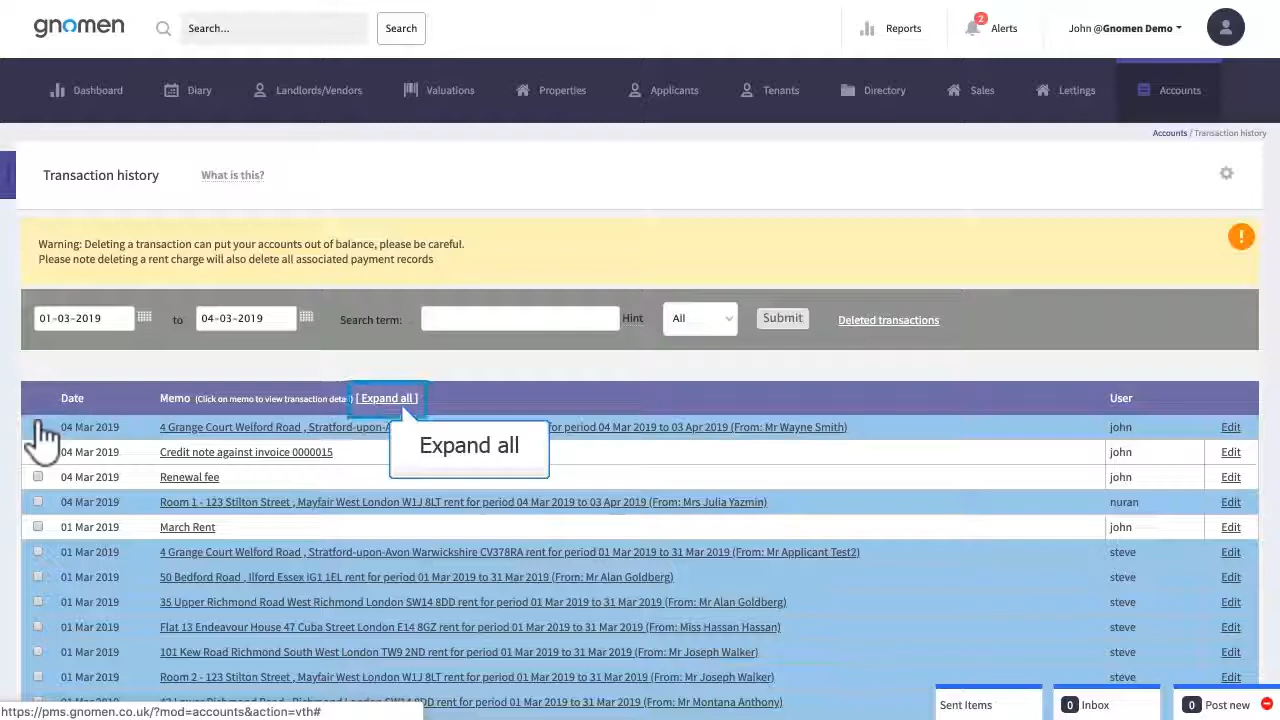 gnomen
Search...
Search
Reports
2
Alerts
John @Gnomen Demo
Dashboard
Diary
Landlords/Vendors
Valuations
Properties
Applicants
Tenants
Directory
Sales
Lettings
Accounts
Accounts / Transaction history
Transaction history
What is this?
Warning: Deleting a transaction can put your accounts out of balance, please be careful.
Please note deleting a rent charge will also delete all associated payment records
!
01-03-2019
to
04-03-2019
Search term:
Hint
All
Submit
Deleted transactions
Date
Memo (Click on memo to view transaction detail) [ Expand all ]
User
Expand all
04 Mar 2019 4 Grange Court Welford Road , Stratford-upon-A for period 04 Mar 2019 to 03 Apr 2019 (From: Mr Wayne Smith) john Edit
04 Mar 2019 Credit note against invoice 0000015 john Edit
04 Mar 2019 Renewal fee john Edit
04 Mar 2019 Room 1 - 123 Stilton Street , Mayfair West London W1J 8LT rent for period 04 Mar 2019 to 03 Apr 2019 (From: Mrs Julia Yazmin) nuran Edit
01 Mar 2019 March Rent john Edit
01 Mar 2019 4 Grange Court Welford Road , Stratford-upon-Avon Warwickshire CV378RA rent for period 01 Mar 2019 to 31 Mar 2019 (From: Mr Applicant Test2) steve Edit
01 Mar 2019 50 Bedford Road , Ilford Essex IG1 1EL rent for period 01 Mar 2019 to 31 Mar 2019 (From: Mr Alan Goldberg) steve Edit
01 Mar 2019 35 Upper Richmond Road West Richmond London SW14 8DD rent for period 01 Mar 2019 to 31 Mar 2019 (From: Mr Alan Goldberg) steve Edit
01 Mar 2019 Flat 13 Endeavour House 47 Cuba Street London E14 8GZ rent for period 01 Mar 2019 to 31 Mar 2019 (From: Miss Hassan Hassan) steve Edit
01 Mar 2019 101 Kew Road Richmond South West London TW9 2ND rent for period 01 Mar 2019 to 31 Mar 2019 (From: Mr Joseph Walker) steve Edit
01 Mar 2019 Room 2 - 123 Stilton Street , Mayfair West London W1J 8LT rent for period 01 Mar 2019 to 31 Mar 2019 (From: Mr Joseph Walker) steve Edit
rent for period 01 Mar 2019 to 31 Mar 2019 (From: Mr Montana Anthony)
https://pms.gnomen.co.uk/?mod=accounts&action=vth#
Sent Items
0 Inbox
0 Post new